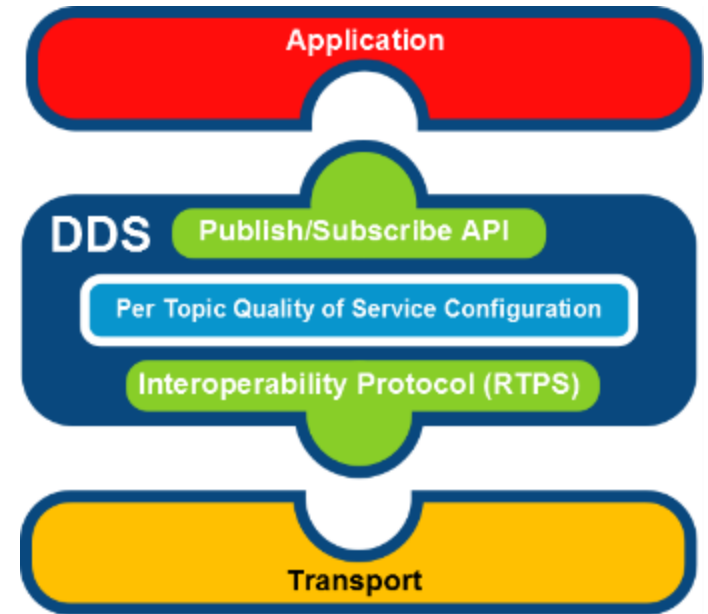 Application
DDS
Publish/Subscribe API
Per Topic Quality of Service Configuration
Interoperability Protocol (RTPS)
Transport